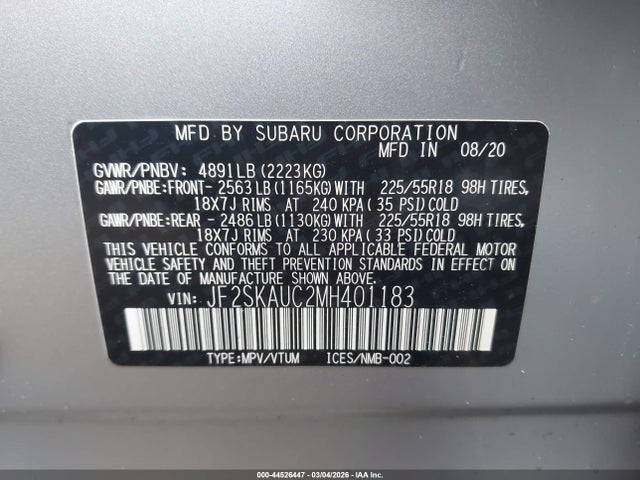 MFD BY SUBARU CORPORATION
MFD IN 08/20
GVWR/PNBV: 4891LB (2223KG)
GAWR/PNBE:FRONT- 2563LB (1165KG)WITH 225/55R18 98H TIRES,
18X7J RIMS AT 240 KPA ( 35 PSI)COLD
GAWR/PNBE:REAR - 2486LB (1130KG)WITH 225/55R18 98H TIRES,
18X7J RIMS AT 230 KPA ( 33 PSI)COLD
THIS VEHICLE CONFORMS TO ALL APPLICABLE FEDERAL MOTOR
VEHICLE SAFETY AND THEFT PREVENTION STANDARDS IN EFFECT
ON THE DATE OF MANUFACTURE SHOWN ABOVE.
VIN: JF2SKAUC2MH401183
TYPE:MPV/VTUM ICES/NMB-002
000-44526447 - 03/04/2026 - IAA Inc.